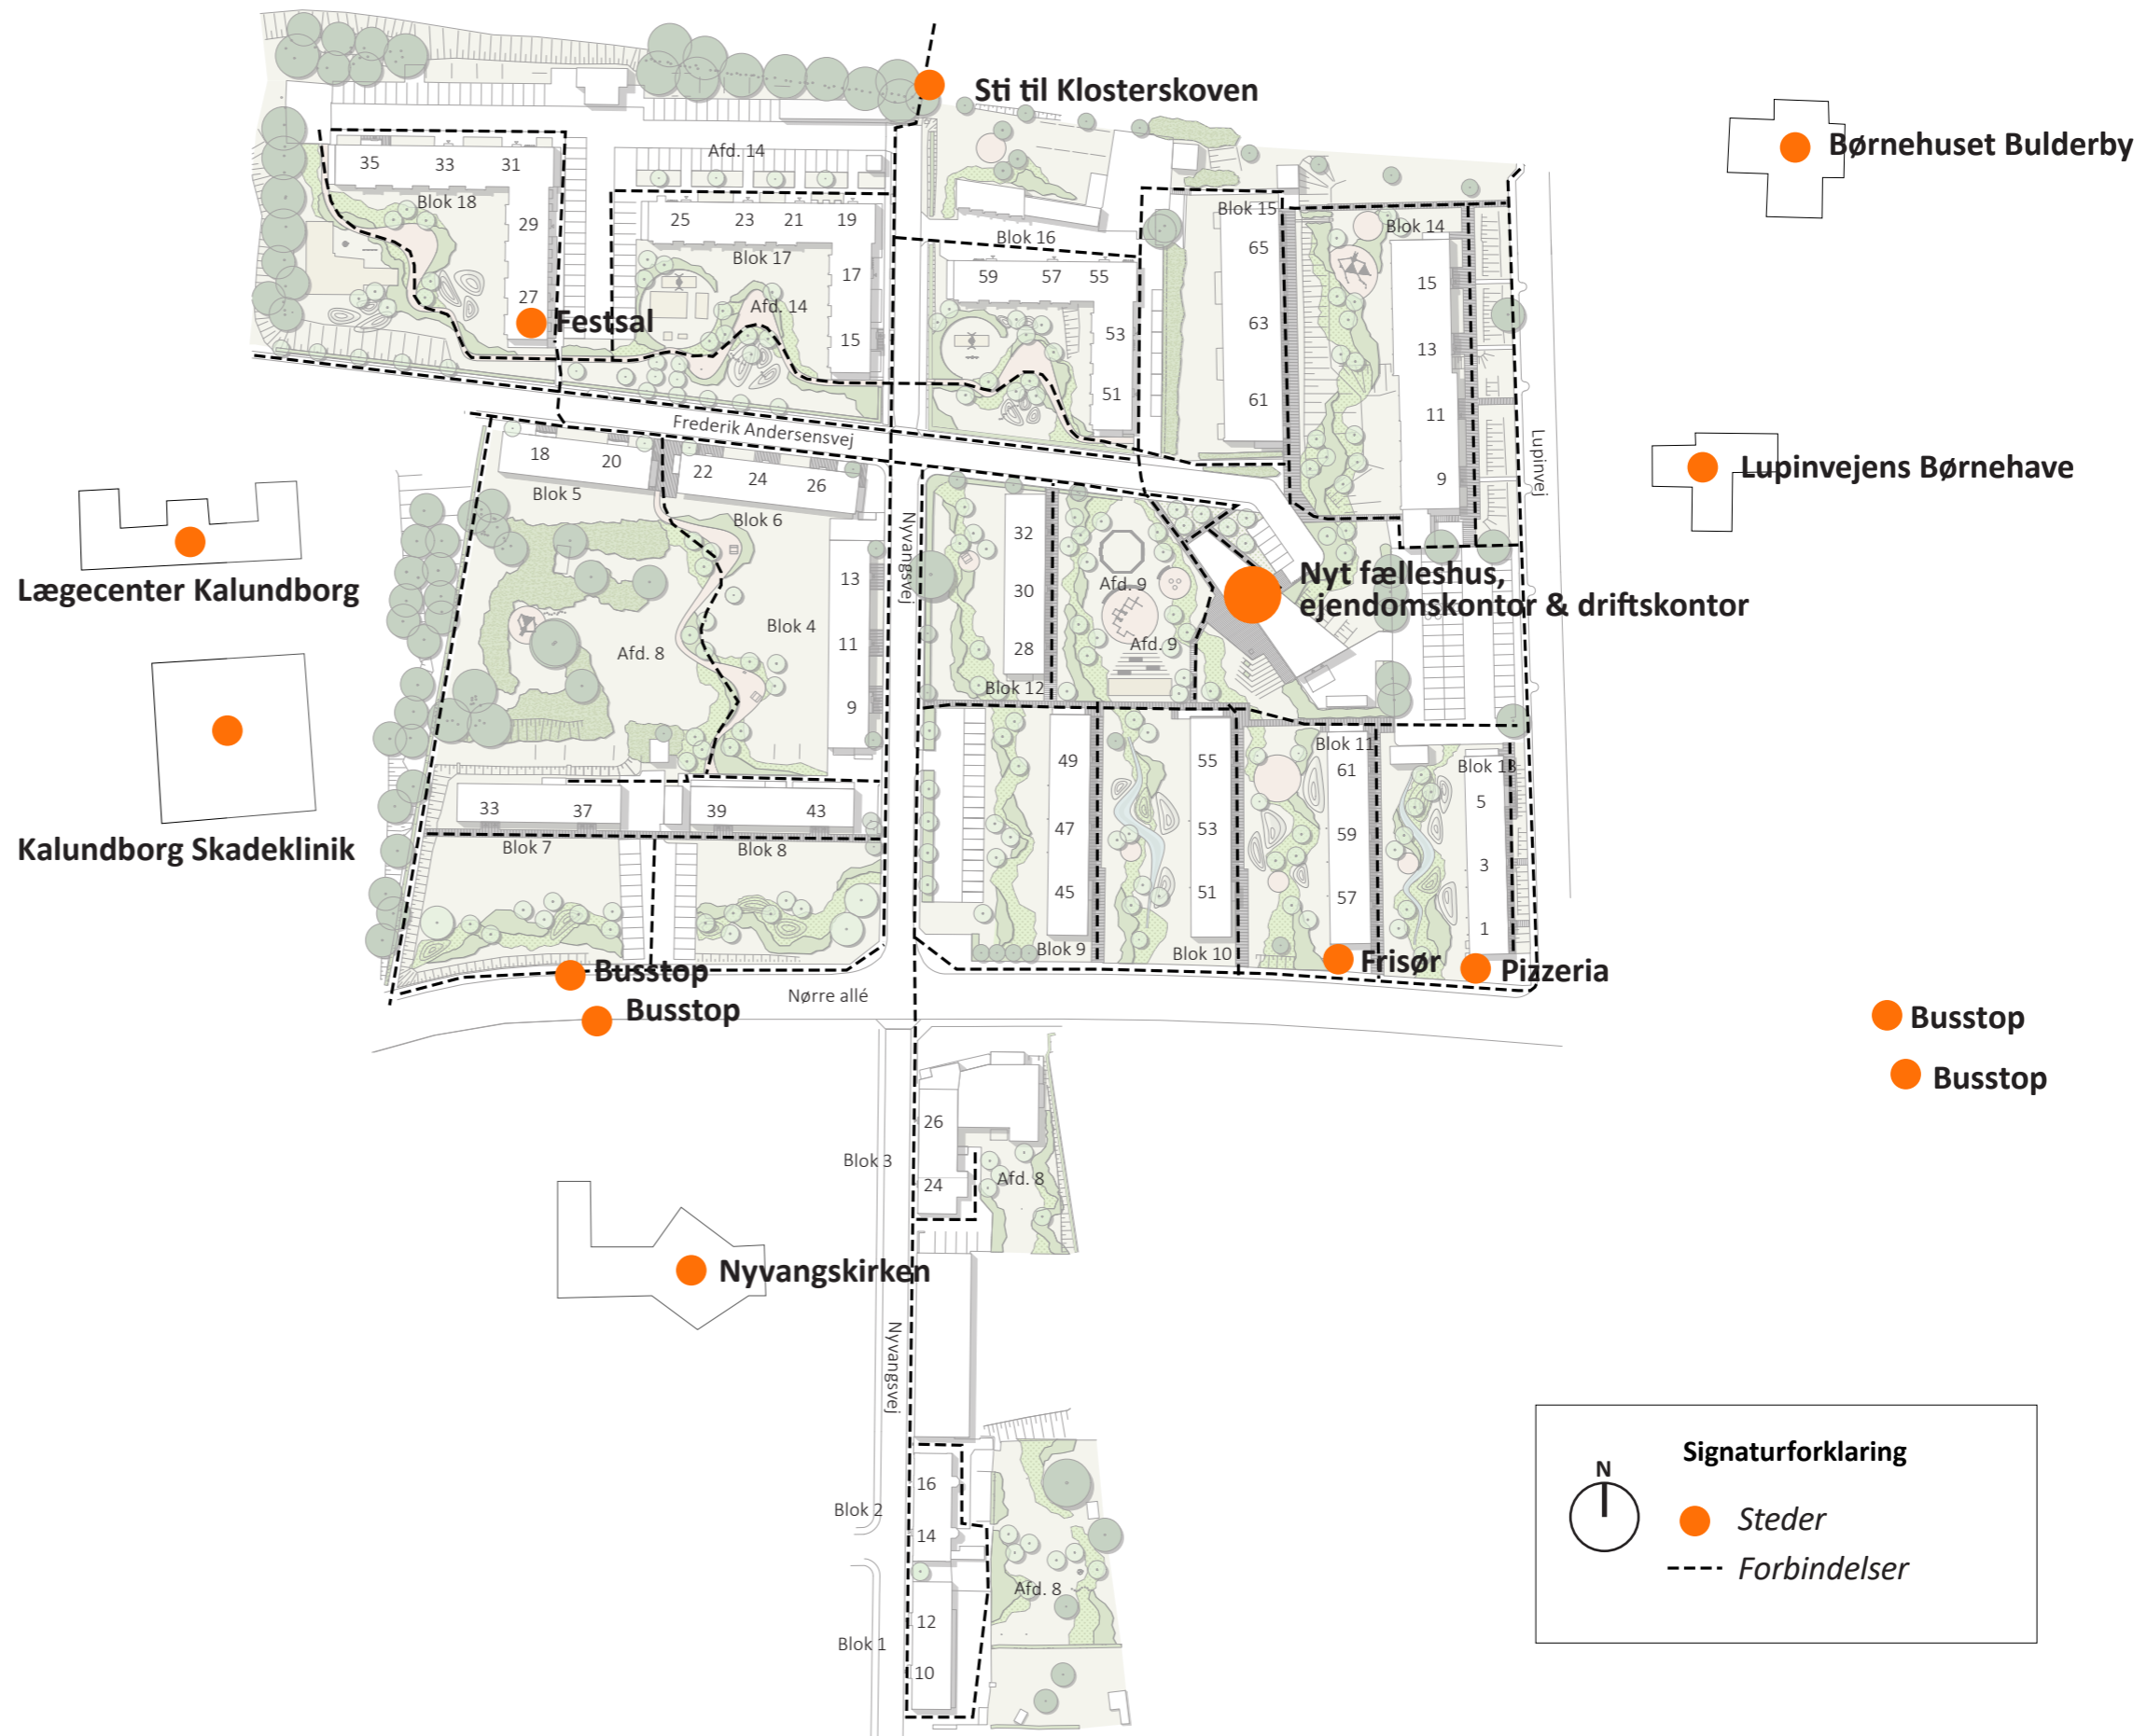 Sti til Klosterskoven
Børnehuset Bulderby
Afd. 14
35 33 31
Blok 18
29
27
Festsal
25 23 21 19
Blok 17
17
Afd. 14
15
Blok 16
59 57 55
53
51
Blok 15
65
63
61
Blok 14
15
13
11
9
Lupinvej
Lupinvejens Børnehave
Frederik Andersensvej
18 20
Blok 5
22 24 26
Blok 6
Nyvangsvej
Lægecenter Kalundborg
Kalundborg Skadeklinik
Afd. 8
Blok 4
13
11
9
32
30
28
Blok 12
Afd. 9
Afd. 9
Nyt fælleshus,
ejendomskontor & driftskontor
33 37
Blok 7
39 43
Blok 8
49
47
45
Blok 9
55
53
51
Blok 10
Blok 11
61
59
57
Frisør
Blok 13
5
3
1
Pizzeria
Busstop
Busstop
Nørre allé
Busstop
Busstop
26
Blok 3
24
Afd. 8
Nyvangskirken
Nyvangsvej
16
Blok 2
14
12
Blok 1
10
Afd. 8
Signaturforklaring
N
Steder
Forbindelser